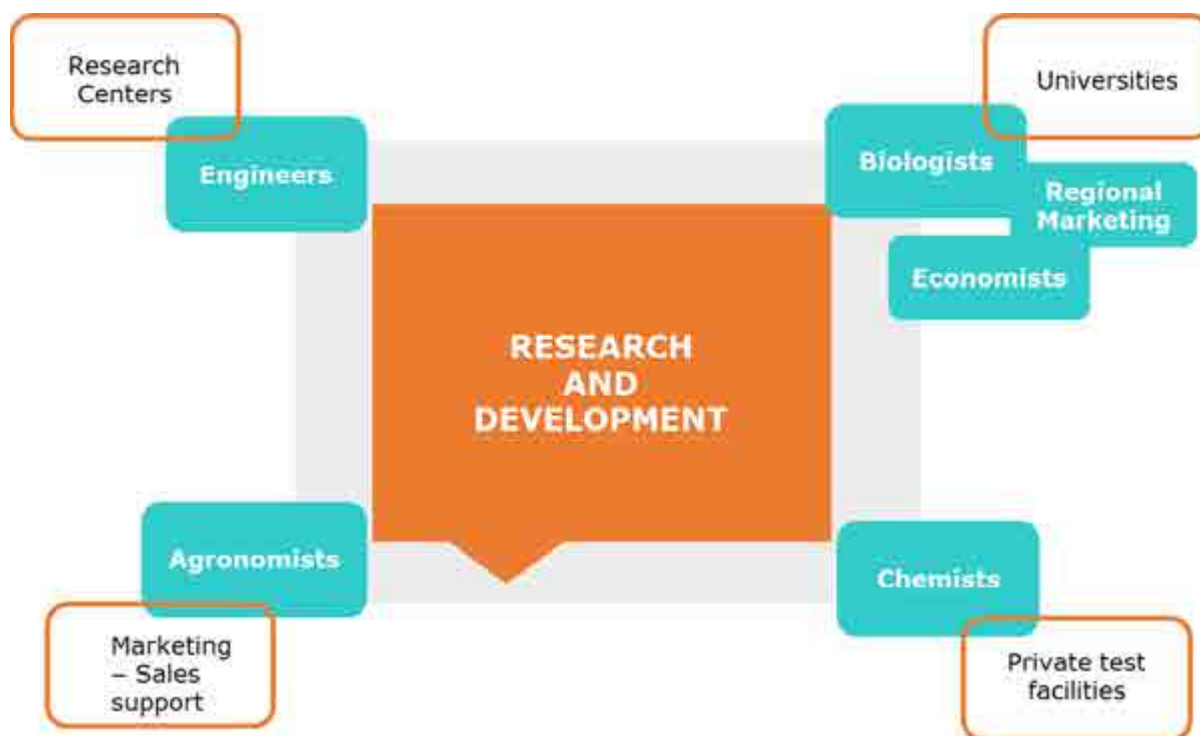 Research
Centers
Universities
Engineers
Biologists
Regional
Marketing
Economists
RESEARCH
AND
DEVELOPMENT
Agronomists
Chemists
Marketing
– Sales
support
Private test
facilities